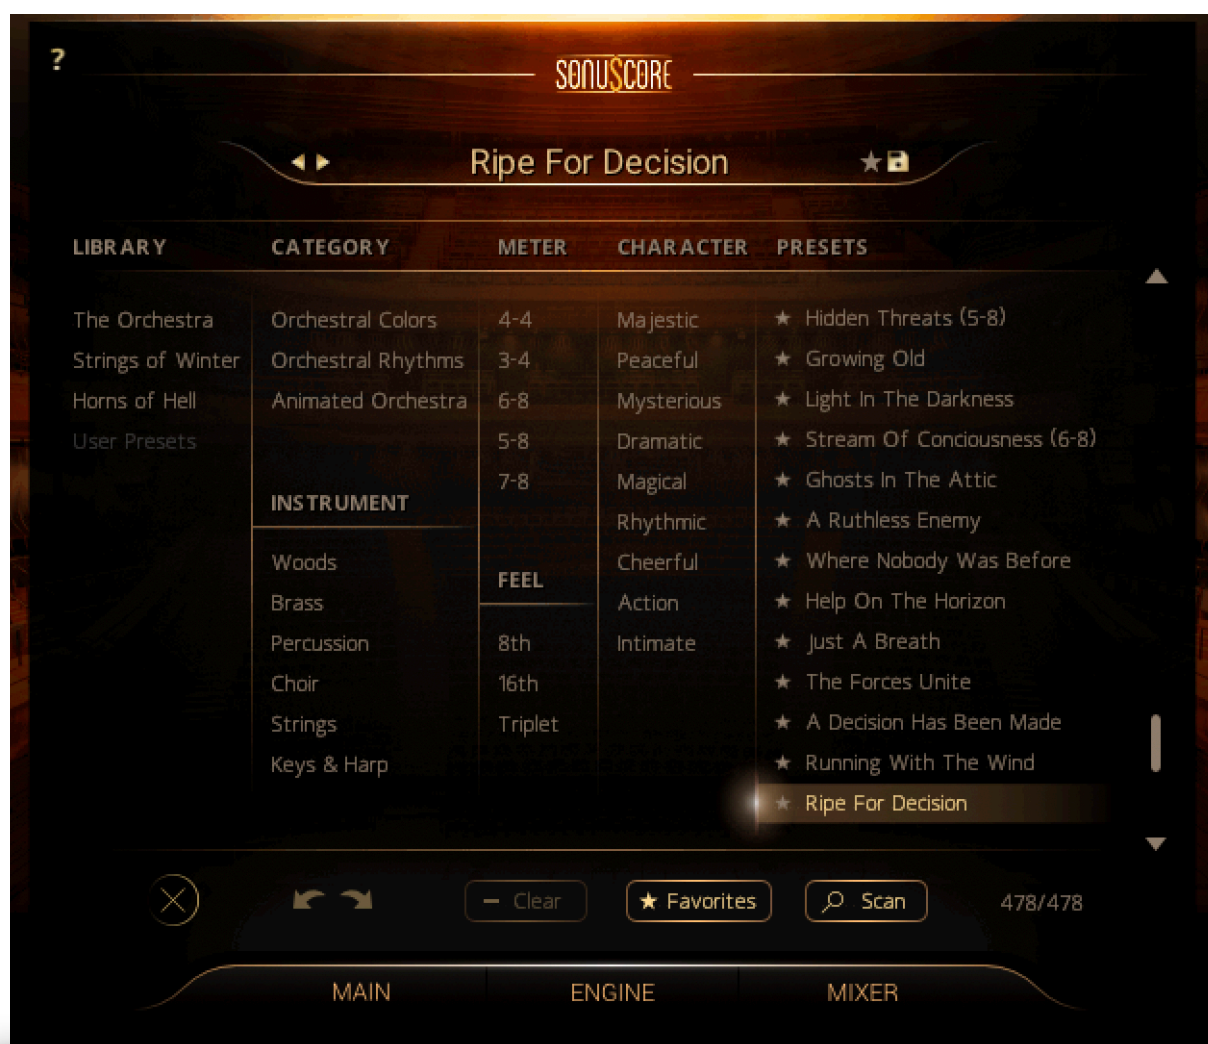 ?
SONUSCORE
Ripe For Decision
LIBRARY
The Orchestra
Strings of Winter
Horns of Hell
User Presets
CATEGORY
Orchestral Colors
Orchestral Rhythms
Animated Orchestra
INSTRUMENT
Woods
Brass
Percussion
Choir
Strings
Keys & Harp
METER
4-4
3-4
6-8
5-8
7-8
FEEL
8th
16th
Triplet
CHARACTER
Majestic
Peaceful
Mysterious
Dramatic
Magical
Rhythmic
Cheerful
Action
Intimate
PRESETS
★ Hidden Threats (5-8)
★ Growing Old
★ Light In The Darkness
★ Stream Of Conciousness (6-8)
★ Ghosts In The Attic
★ A Ruthless Enemy
★ Where Nobody Was Before
★ Help On The Horizon
★ Just A Breath
★ The Forces Unite
★ A Decision Has Been Made
★ Running With The Wind
★ Ripe For Decision
− Clear
★ Favorites
Scan
478/478
MAIN
ENGINE
MIXER